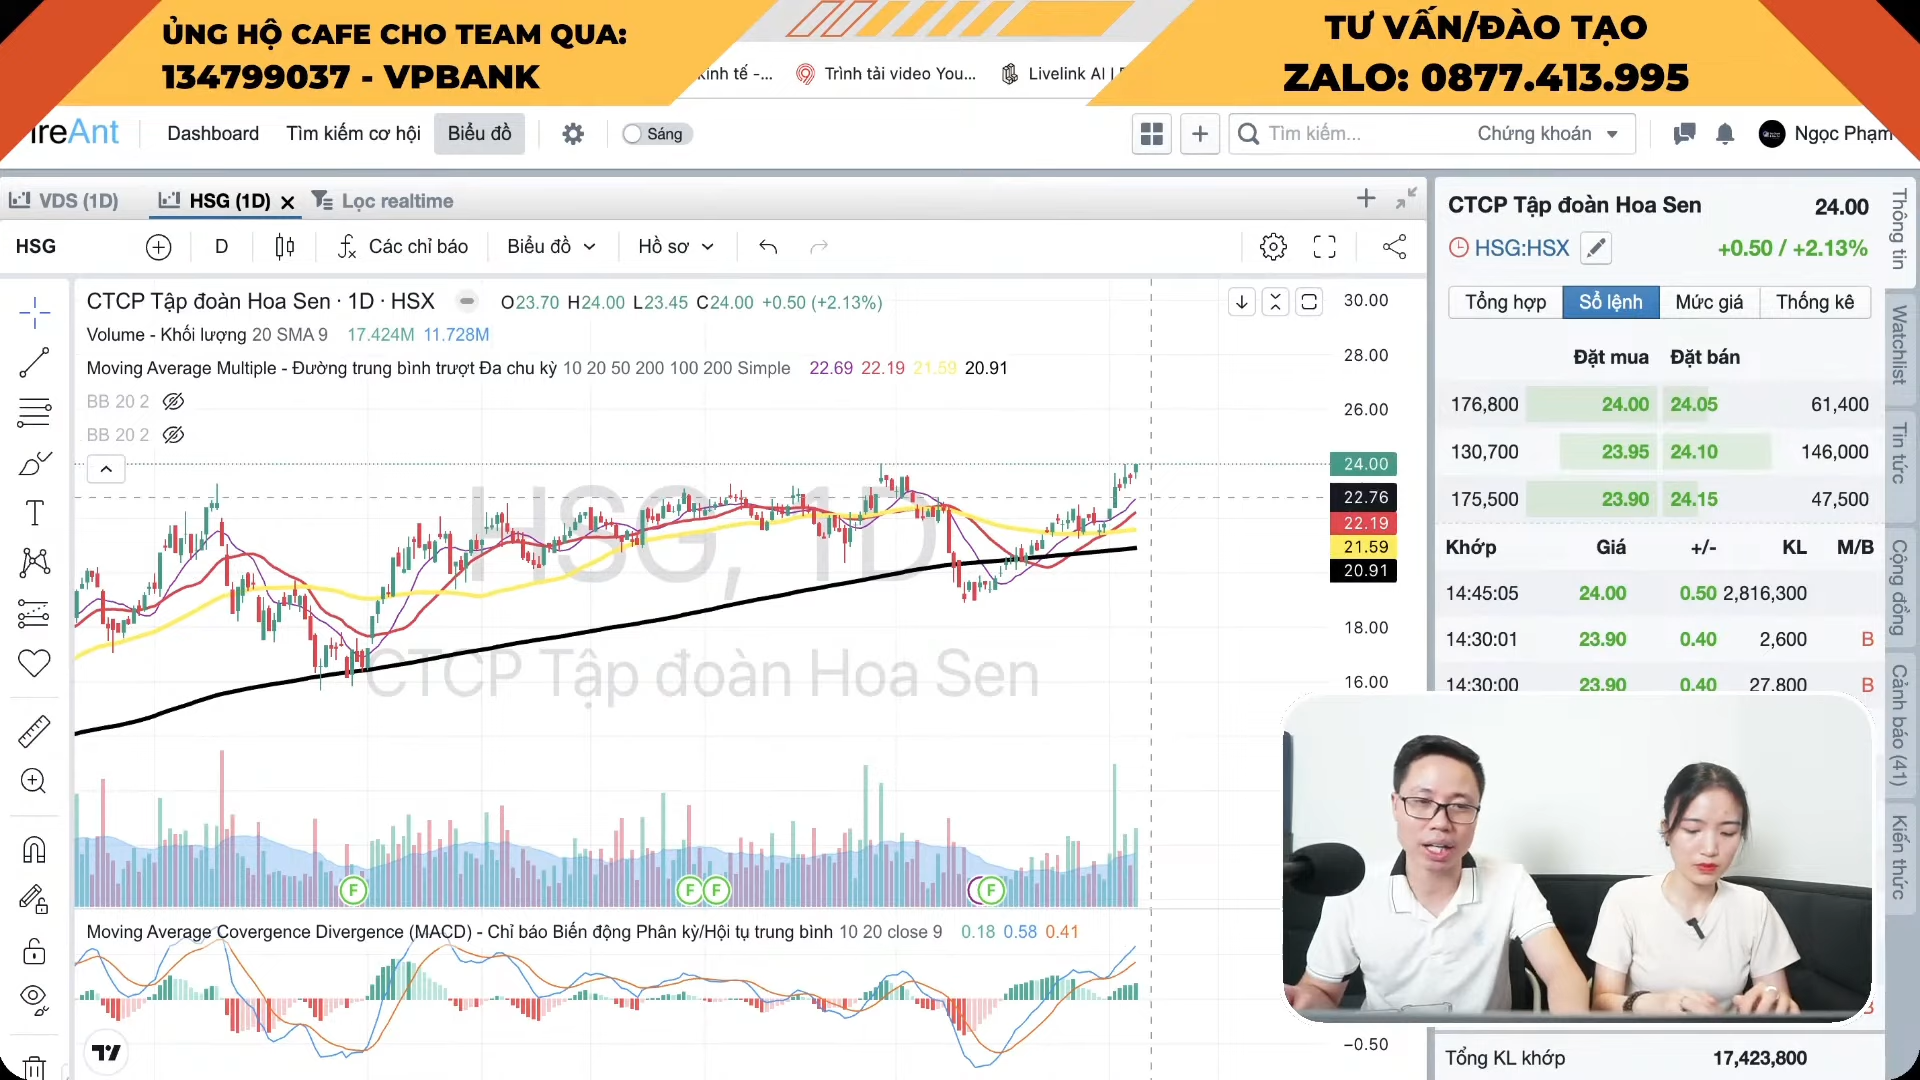 ỦNG HỘ CAFE CHO TEAM QUA:
134799037 - VPBANK
TƯ VẤN/ĐÀO TẠO
ZALO: 0877.413.995
kinh tế -...
Trình tải video You...
Livelink AI
ireAnt
Dashboard
Tìm kiếm cơ hội
Biểu đồ
Sáng
Tìm kiếm...
Chứng khoán
Ngọc Phạm
VDS (1D)
HSG (1D)
Lọc realtime
HSG
D
Các chỉ báo
Biểu đồ
Hồ sơ
CTCP Tập đoàn Hoa Sen · 1D · HSX
O23.70 H24.00 L23.45 C24.00 +0.50 (+2.13%)
Volume - Khối lượng 20 SMA 9 17.424M 11.728M
Moving Average Multiple - Đường trung bình trượt Đa chu kỳ 10 20 50 200 100 200 Simple 22.69 22.19 21.59 20.91
BB 20 2
BB 20 2
HSG, 1D
CTCP Tập đoàn Hoa Sen
30.00
28.00
26.00
24.00
22.76
22.19
21.59
20.91
18.00
16.00
F
F
F
F
Moving Average Covergence Divergence (MACD) - Chỉ báo Biến động Phân kỳ/Hội tụ trung bình 10 20 close 9 0.18 0.58 0.41
−0.50
CTCP Tập đoàn Hoa Sen
24.00
HSG:HSX
+0.50 / +2.13%
Tổng hợp
Sổ lệnh
Mức giá
Thống kê
Đặt mua Đặt bán
176,800 24.00 24.05 61,400
130,700 23.95 24.10 146,000
175,500 23.90 24.15 47,500
Khớp Giá +/- KL M/B
14:45:05 24.00 0.50 2,816,300
14:30:01 23.90 0.40 2,600 B
14:30:00 23.90 0.40 27,800 B
Tổng KL khớp 17,423,800
Thông tin
Watchlist
Tin tức
Cộng đồng
Cảnh báo (41)
Kiến thức